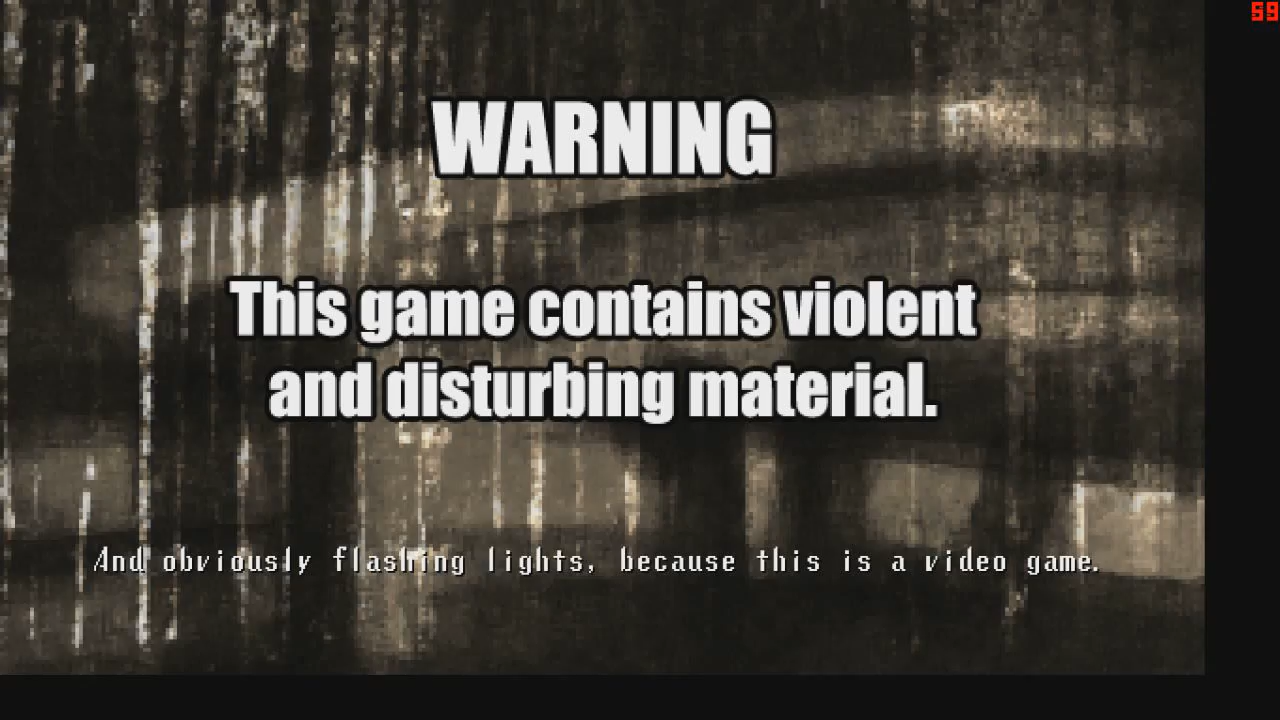 59
WARNING
This game contains violent
and disturbing material.
And obviously flashing lights, because this is a video game.